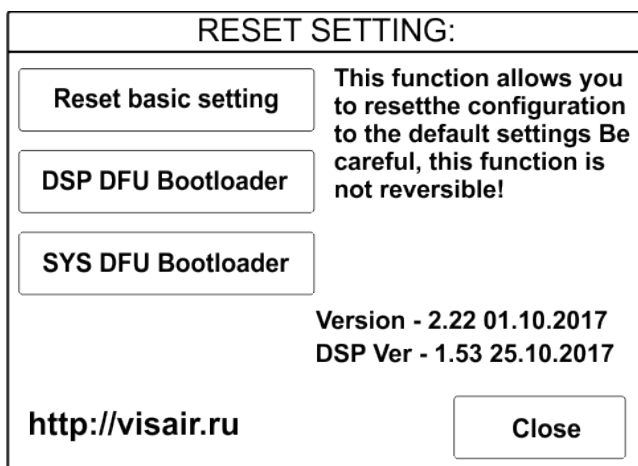 RESET SETTING:
Reset basic setting
This function allows you
to resetthe configuration
to the default settings Be
careful, this function is
not reversible!
DSP DFU Bootloader
SYS DFU Bootloader
Version - 2.22 01.10.2017
DSP Ver - 1.53 25.10.2017
http://visair.ru
Close